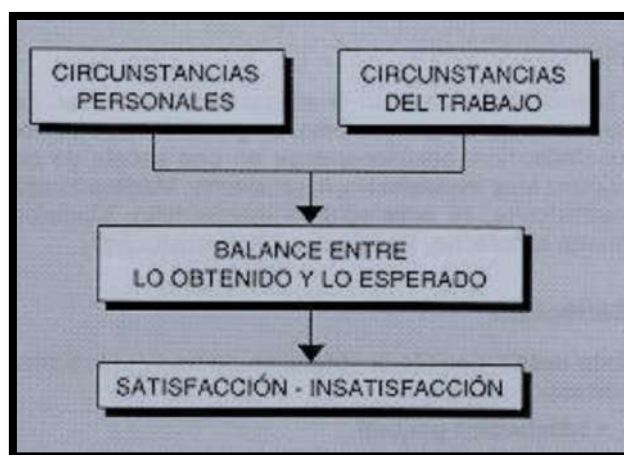 CIRCUNSTANCIAS
PERSONALES
CIRCUNSTANCIAS
DEL TRABAJO
BALANCE ENTRE
LO OBTENIDO Y LO ESPERADO
SATISFACCIÓN - INSATISFACCIÓN